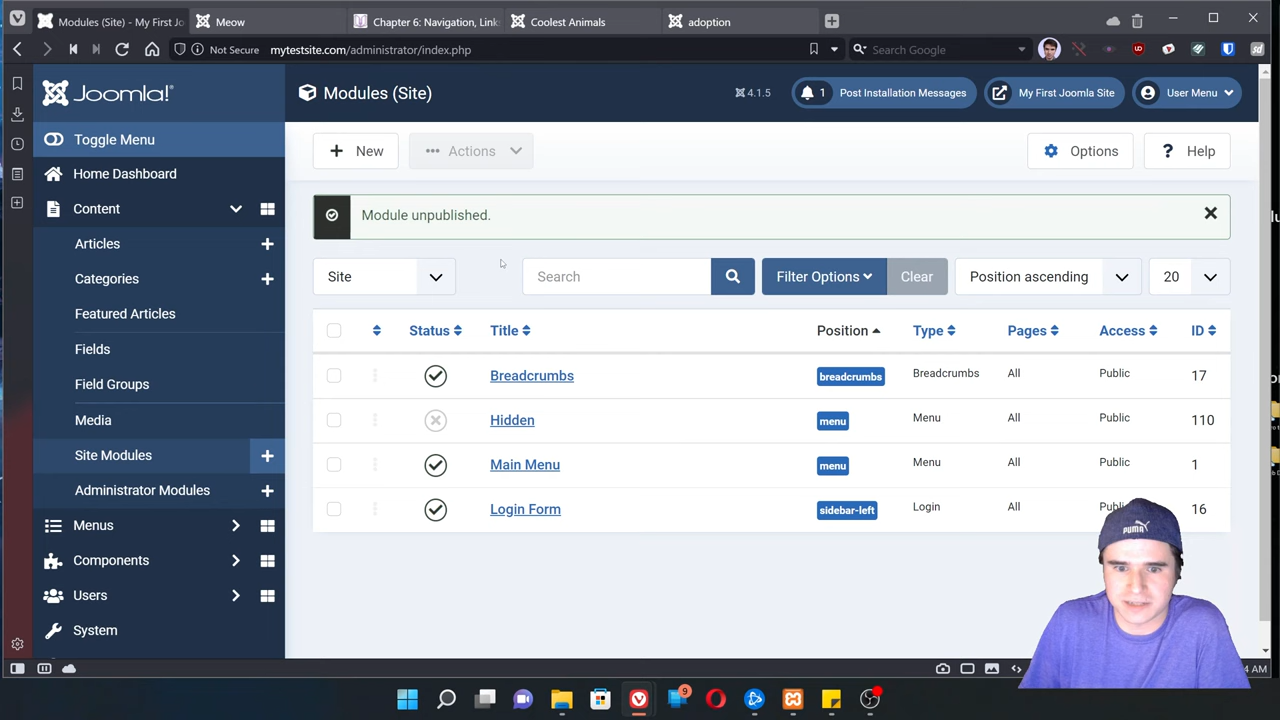 Modules (Site) - My First Jo
Meow
Chapter 6: Navigation, Link
Coolest Animals
adoption
Not Secure mytestsite.com/administrator/index.php
Search Google
Joomla!
Modules (Site)
4.1.5
1 Post Installation Messages
My First Joomla Site
User Menu
Toggle Menu
Home Dashboard
Content
Articles
Categories
Featured Articles
Fields
Field Groups
Media
Site Modules
Administrator Modules
Menus
Components
Users
System
New
Actions
Options
? Help
Module unpublished.
Site
Search
Filter Options
Clear
Position ascending
20
Status Title Position Type Pages Access ID
Breadcrumbs breadcrumbs Breadcrumbs All Public 17
Hidden menu Menu All Public 110
Main Menu menu Menu All Public 1
Login Form sidebar-left Login All Pub 16
PUMA
4 AM
9